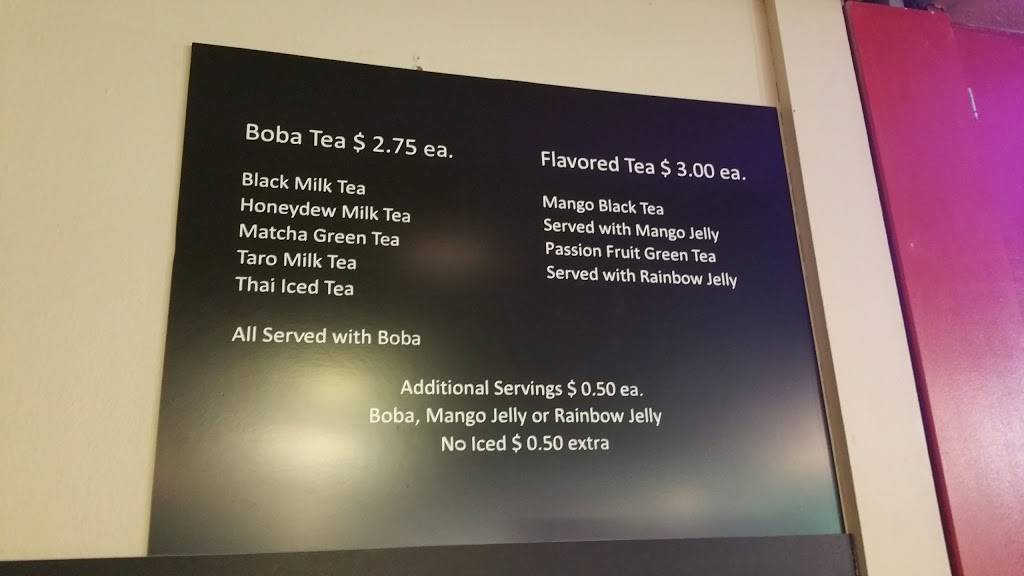 Boba Tea $ 2.75 ea.
Black Milk Tea
Honeydew Milk Tea
Matcha Green Tea
Taro Milk Tea
Thai Iced Tea
All Served with Boba
Flavored Tea $ 3.00 ea.
Mango Black Tea
Served with Mango Jelly
Passion Fruit Green Tea
Served with Rainbow Jelly
Additional Servings $ 0.50 ea.
Boba, Mango Jelly or Rainbow Jelly
No Iced $ 0.50 extra